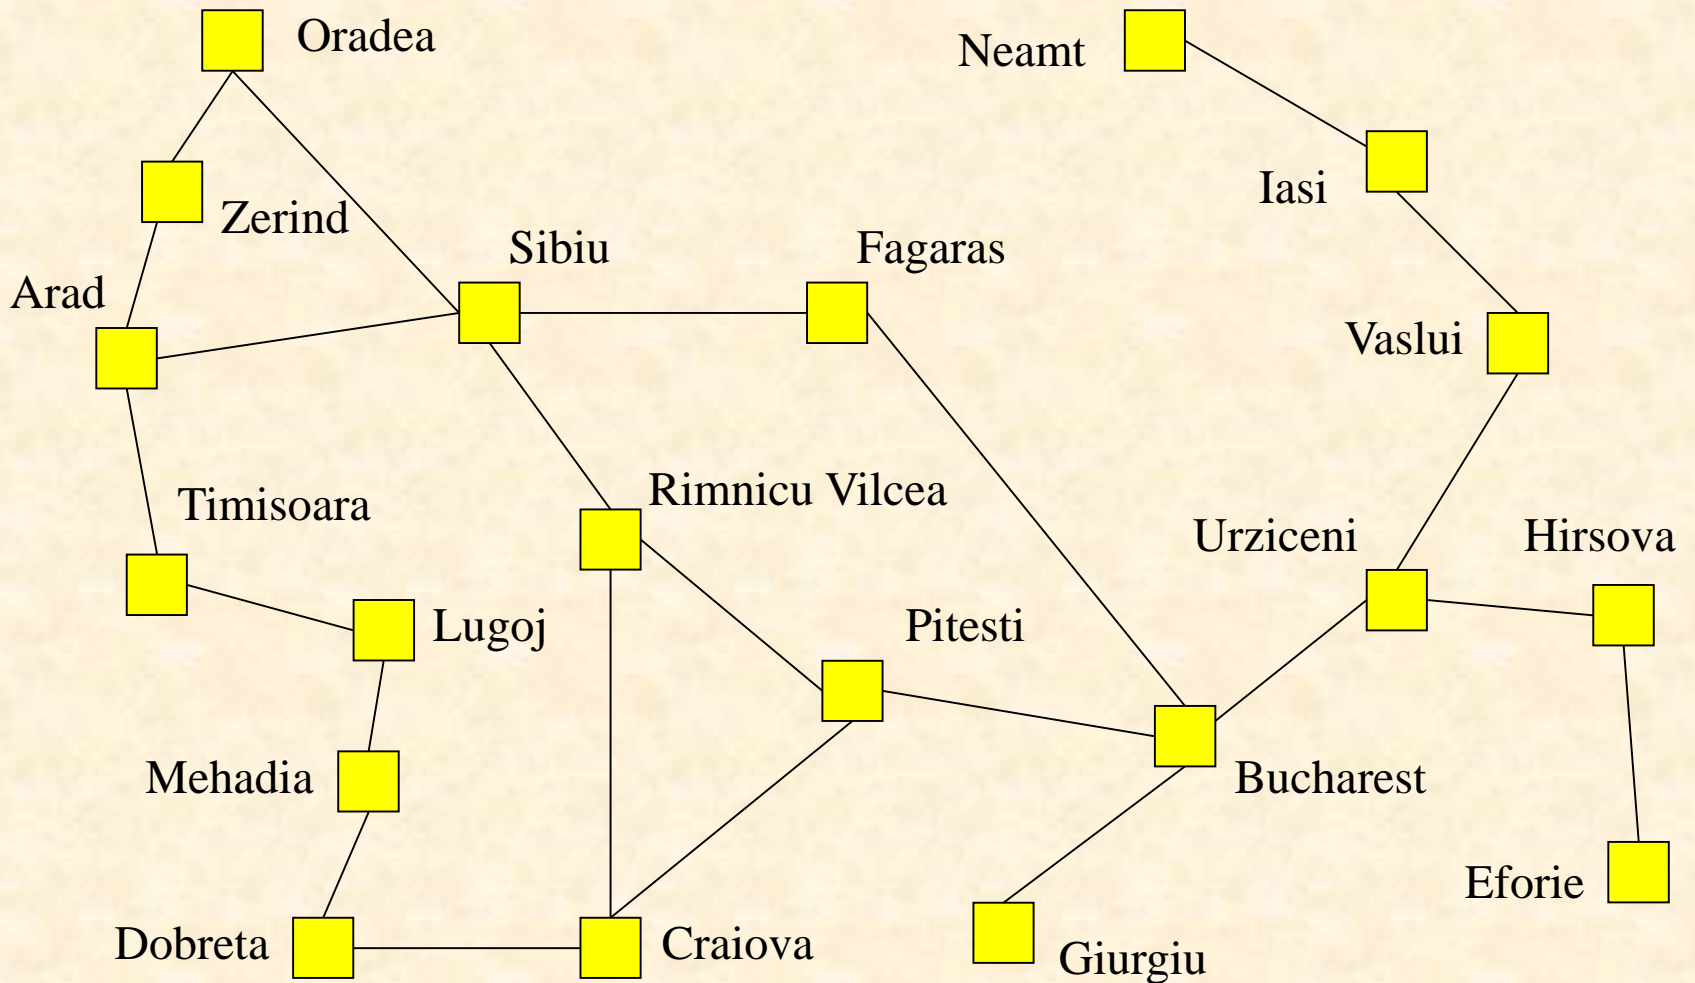 Oradea
Neamt
Iasi
Zerind
Sibiu
Fagaras
Arad
Vaslui
Rimnicu Vilcea
Timisoara
Urziceni
Hirsova
Lugoj
Pitesti
Mehadia
Bucharest
Eforie
Dobreta
Craiova
Giurgiu